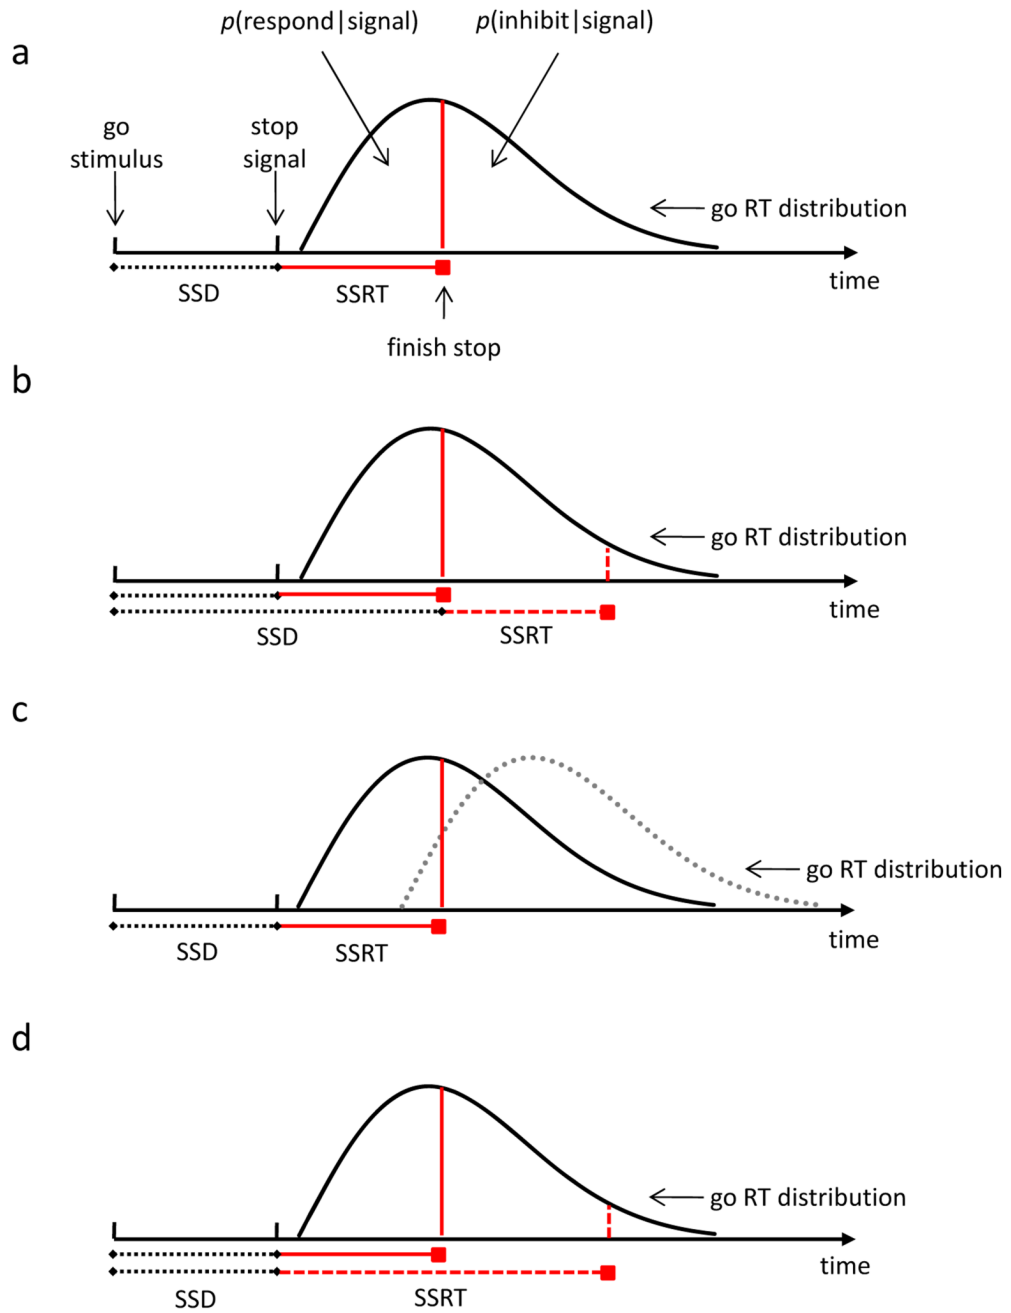 a
p(respond|signal)
p(inhibit|signal)
go
stimulus
stop
signal
go RT distribution
time
SSD
SSRT
finish stop
b
go RT distribution
time
SSD
SSRT
c
go RT distribution
time
SSD
SSRT
d
go RT distribution
time
SSD
SSRT